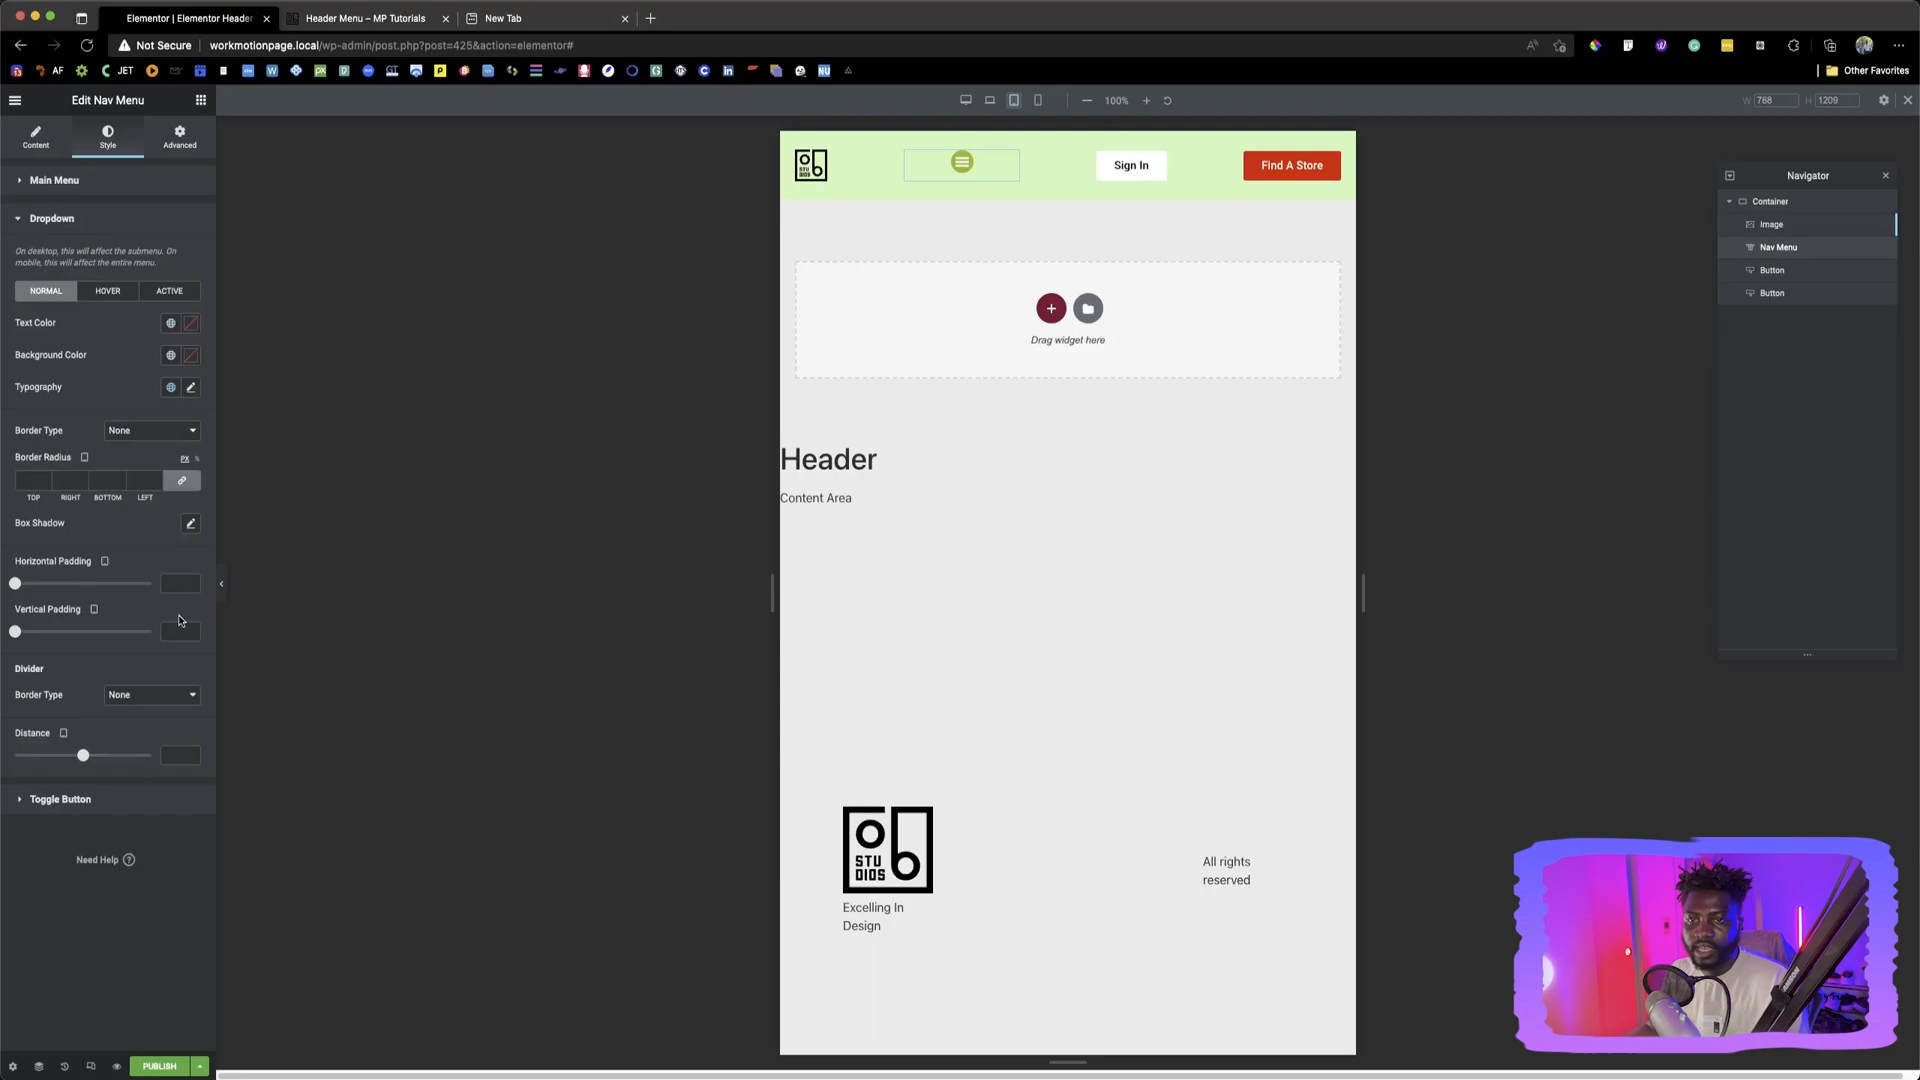 Elementor | Elementor Header
Header Menu – MP Tutorials
New Tab
Not Secure
workmotionpage.local/wp-admin/post.php?post=425&action=elementor#
AF
JET
Other Favorites
Edit Nav Menu
100%
W 768
H 1209
Content
Style
Advanced
Main Menu
Dropdown
On desktop, this will affect the submenu. On
mobile, this will affect the entire menu.
NORMAL
HOVER
ACTIVE
Text Color
Background Color
Typography
Border Type
None
Border Radius
PX %
TOP
RIGHT
BOTTOM
LEFT
Box Shadow
Horizontal Padding
Vertical Padding
Divider
Border Type
None
Distance
Toggle Button
Need Help
PUBLISH
STU
DIOS
Sign In
Find A Store
Drag widget here
Header
Content Area
STU
DIOS
Excelling In
Design
All rights
reserved
Navigator
Container
Image
Nav Menu
Button
Button